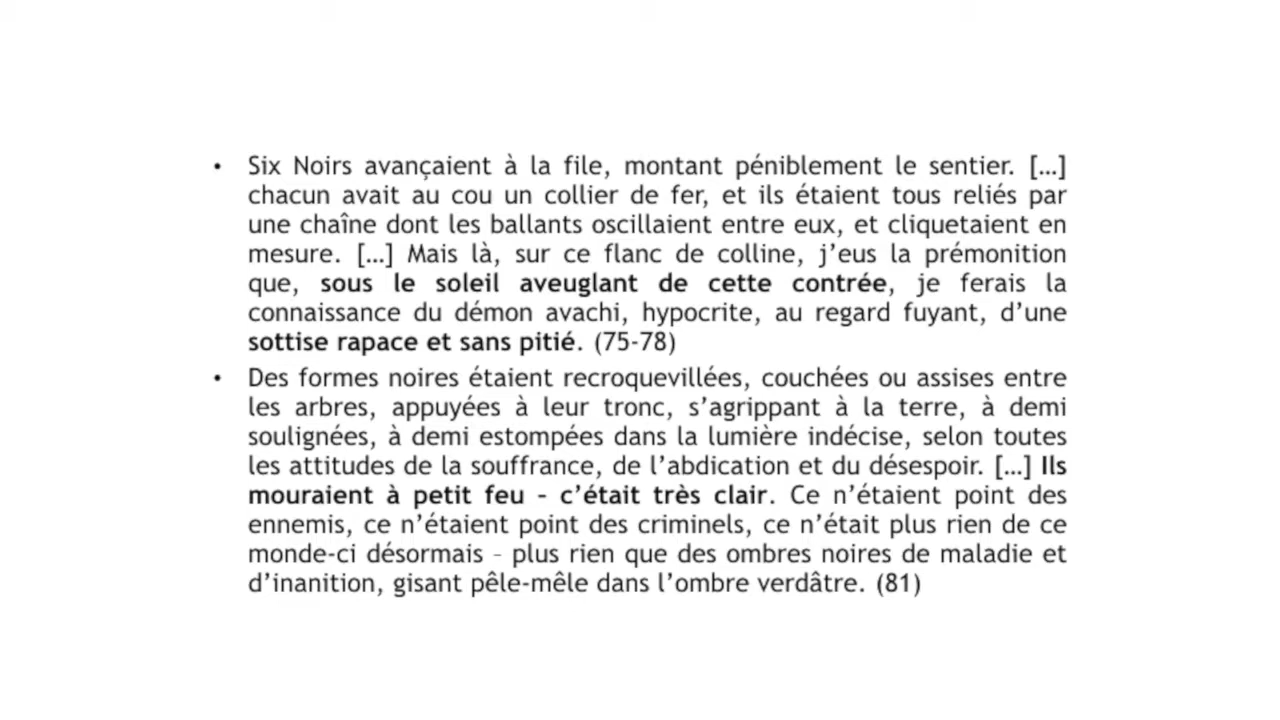 • Six Noirs avançaient à la file, montant péniblement le sentier. […]
chacun avait au cou un collier de fer, et ils étaient tous reliés par
une chaîne dont les ballants oscillaient entre eux, et cliquetaient en
mesure. […] Mais là, sur ce flanc de colline, j’eus la prémonition
que, sous le soleil aveuglant de cette contrée, je ferais la
connaissance du démon avachi, hypocrite, au regard fuyant, d’une
sottise rapace et sans pitié. (75-78)
• Des formes noires étaient recroquevillées, couchées ou assises entre
les arbres, appuyées à leur tronc, s’agrippant à la terre, à demi
soulignées, à demi estompées dans la lumière indécise, selon toutes
les attitudes de la souffrance, de l’abdication et du désespoir. […] Ils
mouraient à petit feu – c’était très clair. Ce n’étaient point des
ennemis, ce n’étaient point des criminels, ce n’était plus rien de ce
monde-ci désormais – plus rien que des ombres noires de maladie et
d’inanition, gisant pêle-mêle dans l’ombre verdâtre. (81)